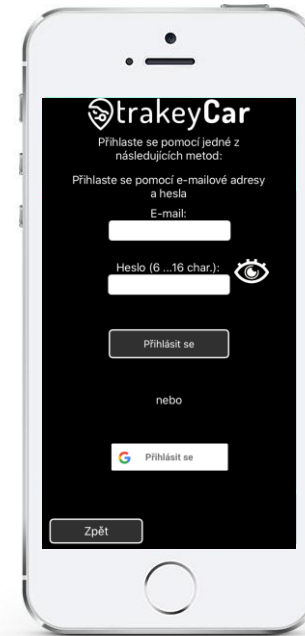 StrakeyCar
Přihlaste se pomocí jedné z
následujících metod:
Přihlaste se pomocí e-mailové adresy
a hesla
E-mail:
Heslo (6 ...16 char.):
Přihlásit se
nebo
G Přihlásit se
Zpět